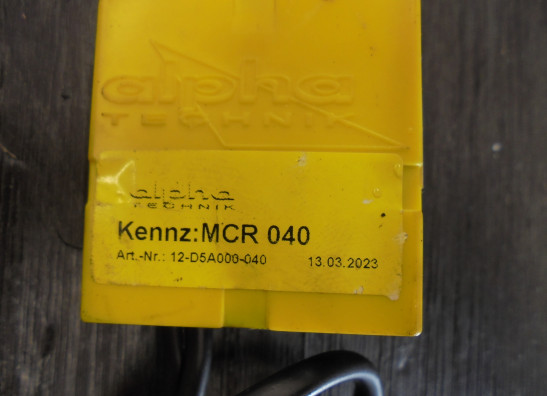 alpha
TECHNIK
alpha
TECHNIK
Kennz:MCR 040
Art.-Nr.: 12-D5A000-040 13.03.2023